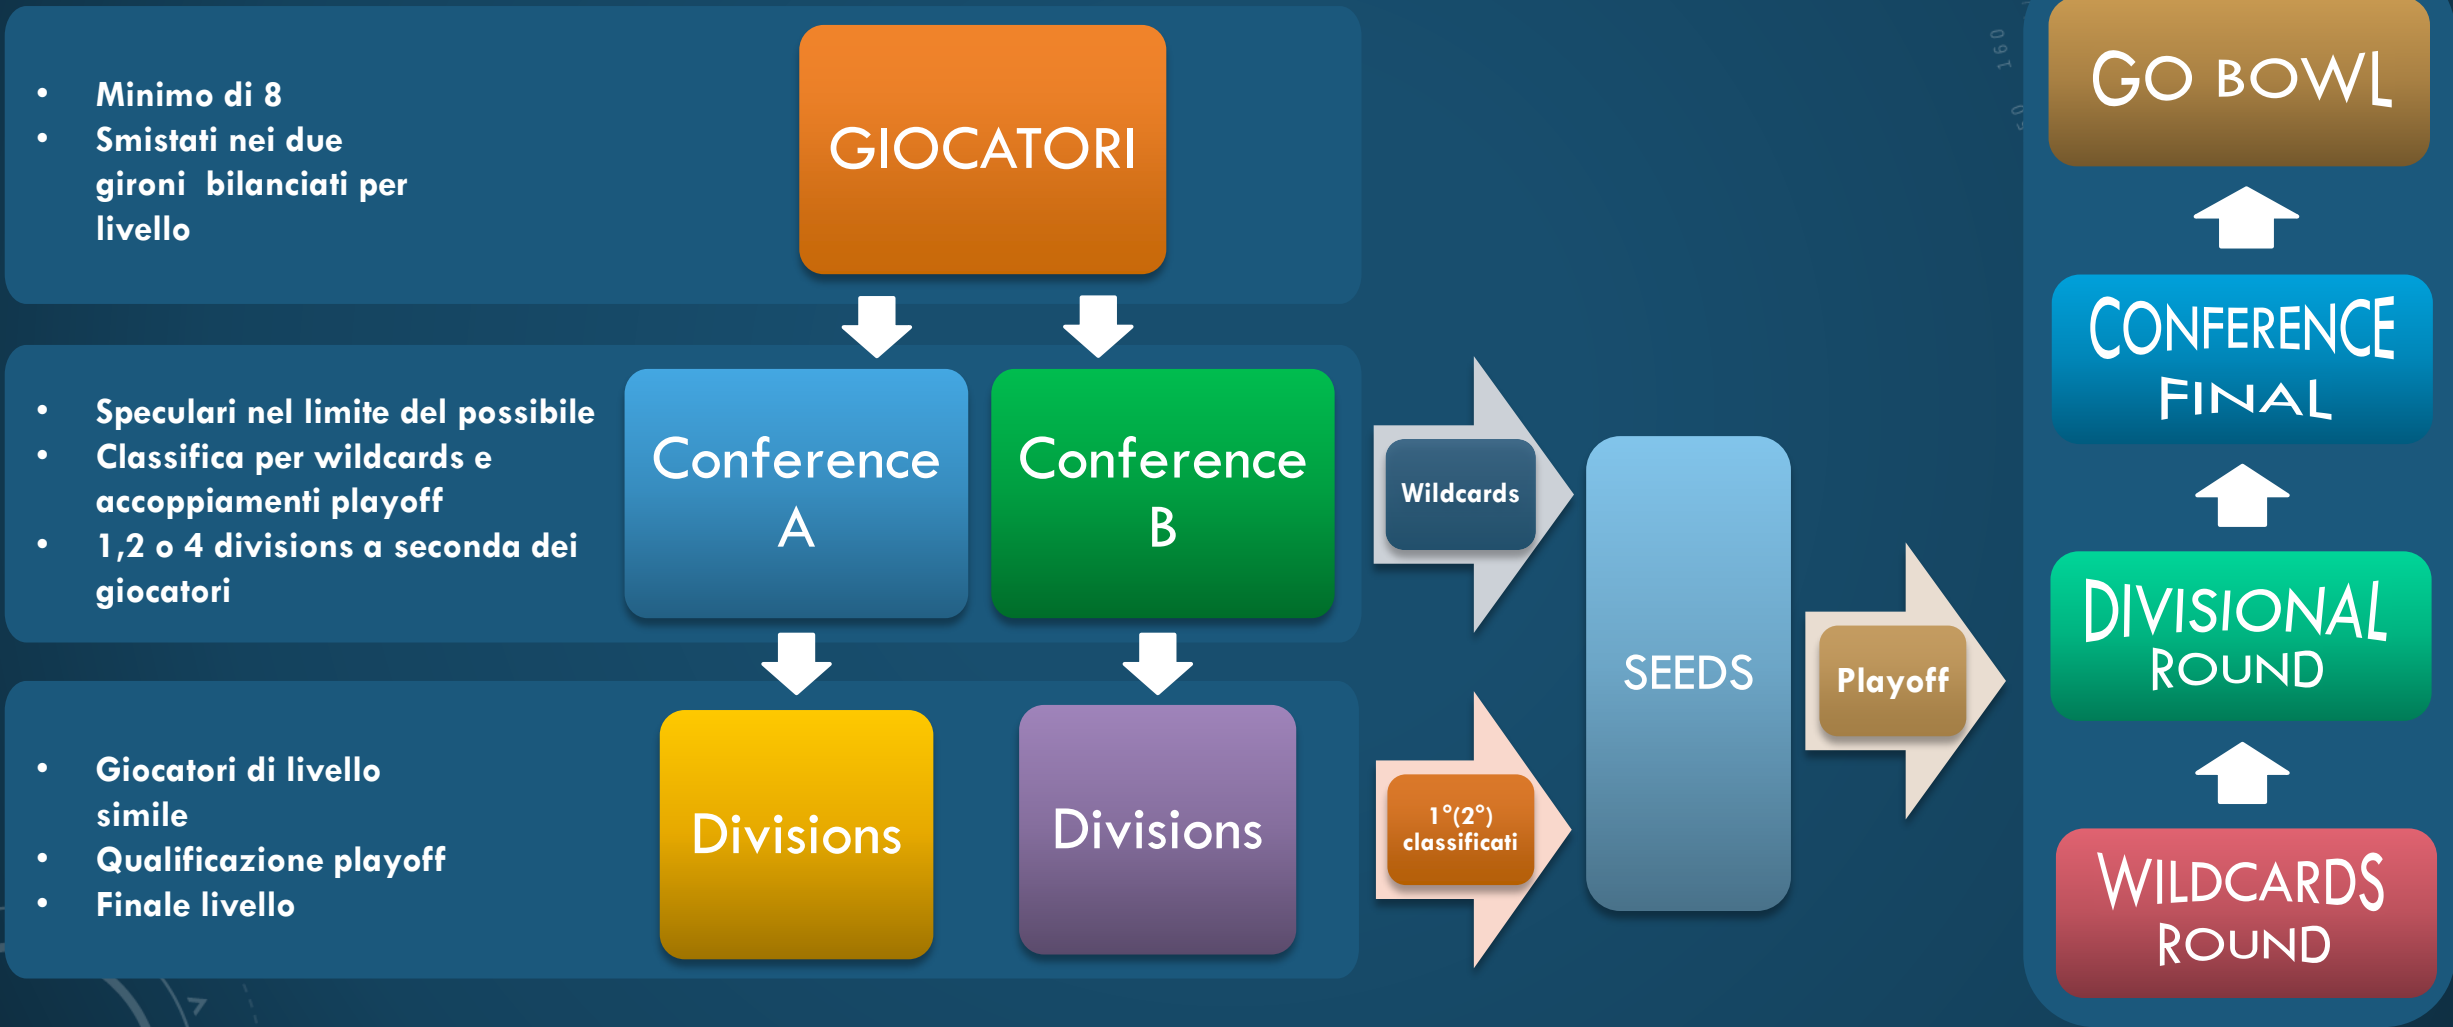 • Minimo di 8
• Smistati nei due
gironi bilanciati per
livello
GIOCATORI
• Speculari nel limite del possibile
• Classifica per wildcards e
accoppiamenti playoff
• 1,2 o 4 divisions a seconda dei
giocatori
Conference
A
Conference
B
• Giocatori di livello
simile
• Qualificazione playoff
• Finale livello
Divisions
Divisions
Wildcards
1°(2°)
classificati
SEEDS
Playoff
160
GO BOWL
CONFERENCE
FINAL
DIVISIONAL
ROUND
WILDCARDS
ROUND